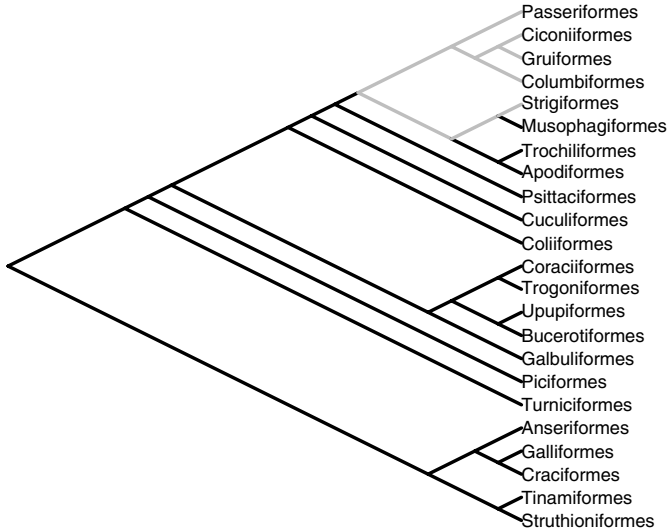 Passeriformes
Ciconiiformes
Gruiformes
Columbiformes
Strigiformes
Musophagiformes
Trochiliformes
Apodiformes
Psittaciformes
Cuculiformes
Coliiformes
Coraciiformes
Trogoniformes
Upupiformes
Bucerotiformes
Galbuliformes
Piciformes
Turniciformes
Anseriformes
Galliformes
Craciformes
Tinamiformes
Struthioniformes